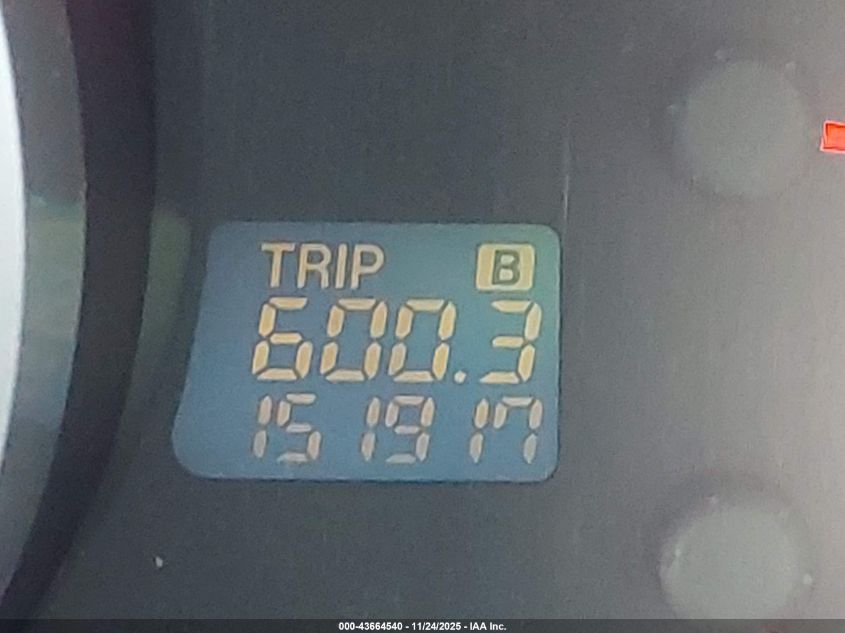 TRIP B
600.3
151917
000-43664540 - 11/24/2025 - IAA Inc.